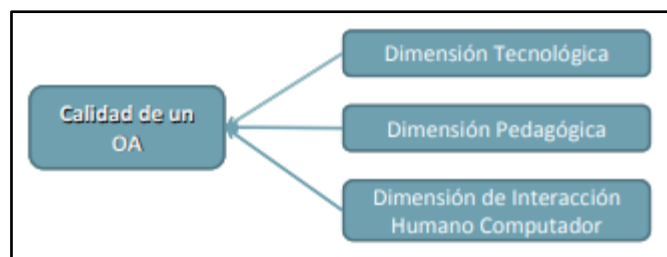 Dimensión Tecnológica
Calidad de un
OA
Dimensión Pedagógica
Dimensión de Interacción
Humano Computador